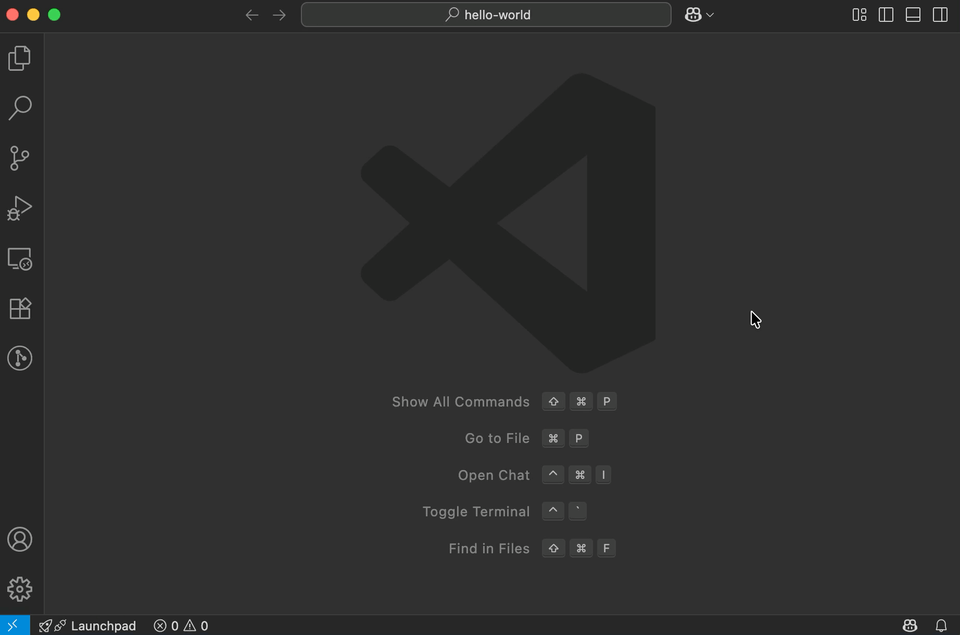 hello-world
Show All Commands ⇧ ⌘ P
Go to File ⌘ P
Open Chat ^ ⌘ I
Toggle Terminal ^ `
Find in Files ⇧ ⌘ F
Launchpad 0 0